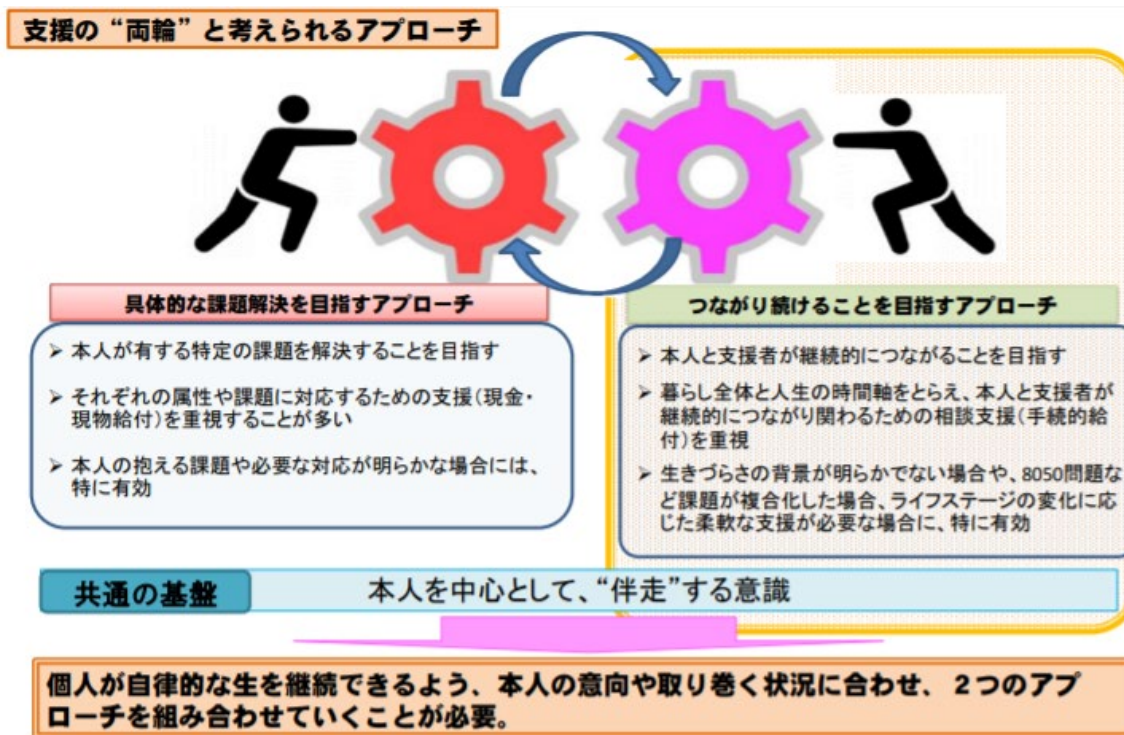 支援の“両輪”と考えられるアプローチ
具体的な課題解決を目指すアプローチ
➢ 本人が有する特定の課題を解決することを目指す
➢ それぞれの属性や課題に対応するための支援(現金・
現物給付)を重視することが多い
➢ 本人の抱える課題や必要な対応が明らかな場合には、
特に有効
つながり続けることを目指すアプローチ
➢ 本人と支援者が継続的につながることを目指す
➢ 暮らし全体と人生の時間軸をとらえ、本人と支援者が
継続的につながり関わるための相談支援(手続的給
付)を重視
➢ 生きづらさの背景が明らかでない場合や、8050問題な
ど課題が複合化した場合、ライフステージの変化に応
じた柔軟な支援が必要な場合に、特に有効
共通の基盤
本人を中心として、“伴走”する意識
個人が自律的な生を継続できるよう、本人の意向や取り巻く状況に合わせ、２つのアプ
ローチを組み合わせていくことが必要。